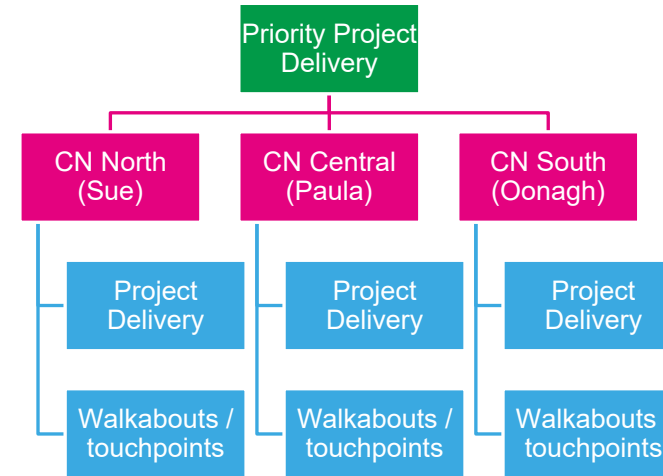 Priority Project
Delivery
CN North
(Sue)
CN Central
(Paula)
CN South
(Oonagh)
Project
Delivery
Project
Delivery
Project
Delivery
Walkabouts /
touchpoints
Walkabouts /
touchpoints
Walkabouts
touchpoints